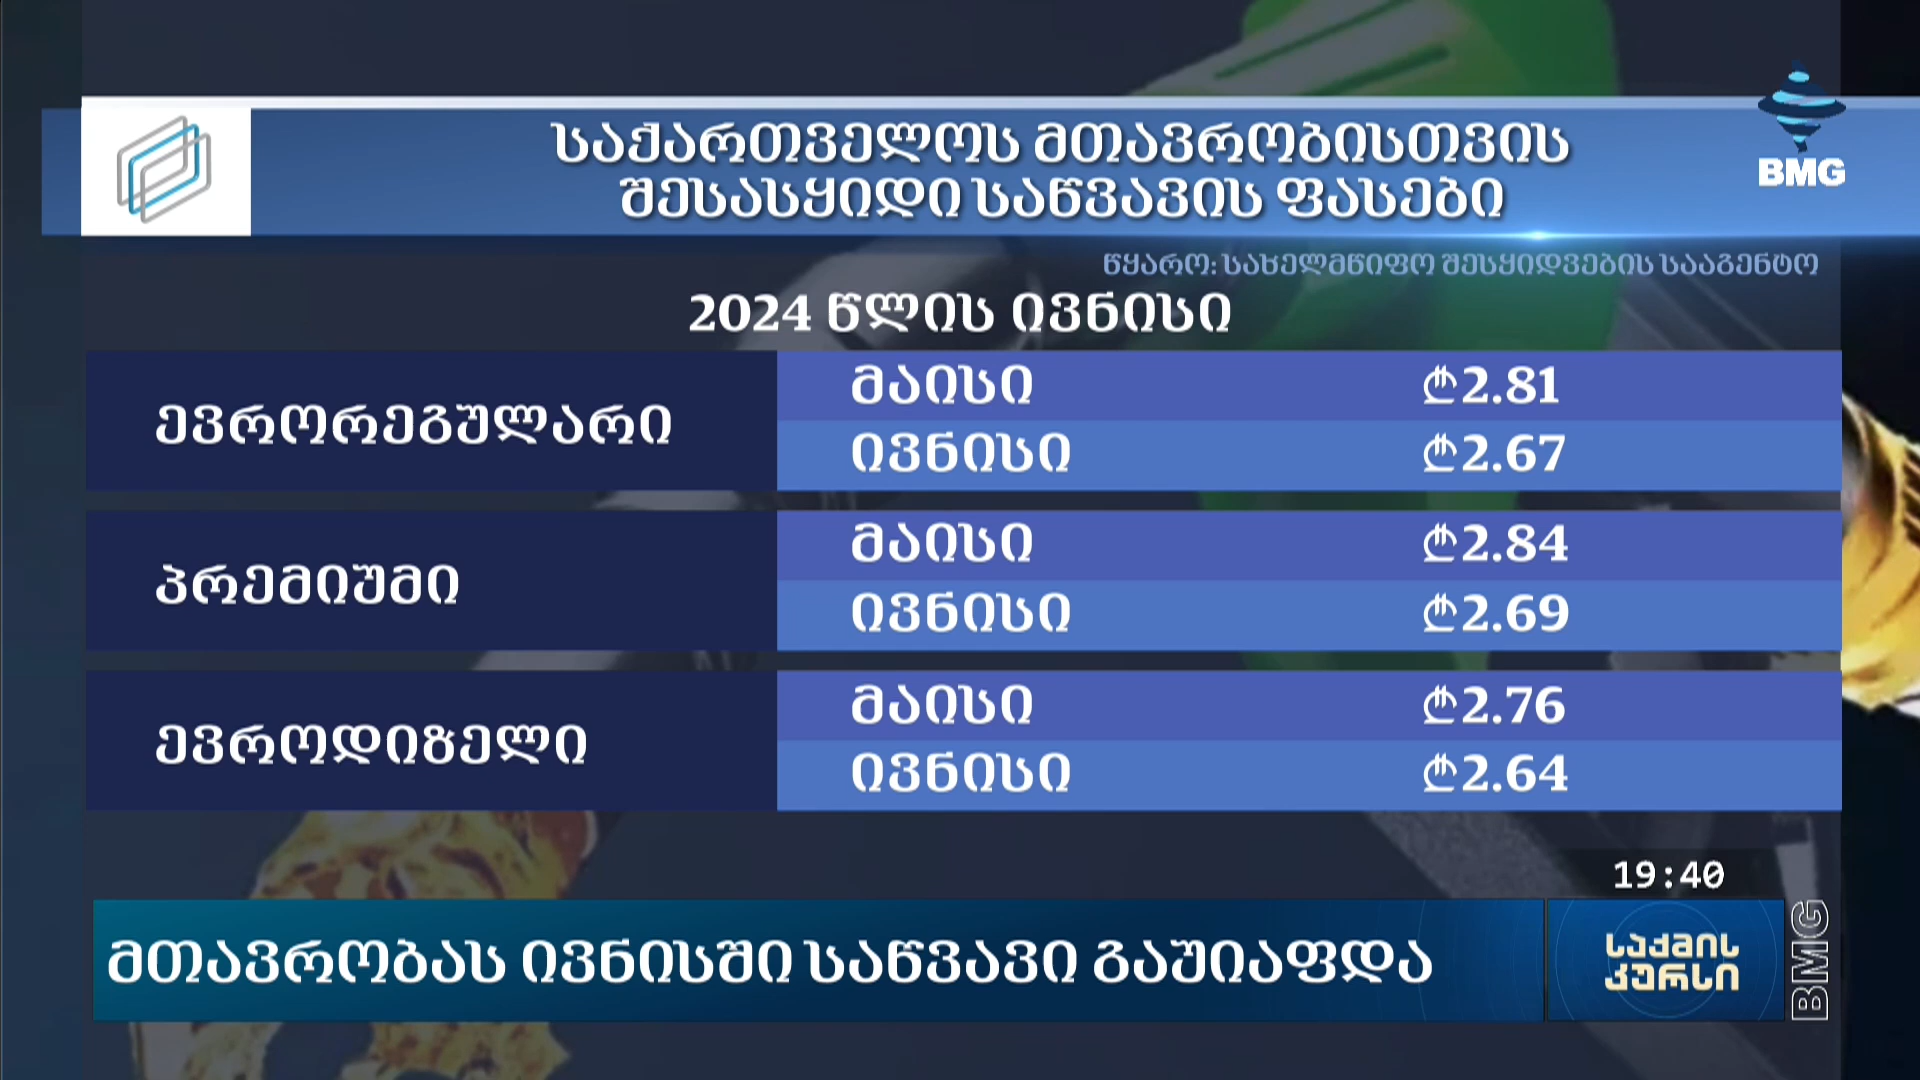 საქართველოს მთავრობისთვის
შესასყიდი საწვავის ფასები
BMG
წყარო: სახელმწიფო შესყიდვების სააგენტო
2024 წლის ივნისი
ევრორეგულარი
მაისი ₾2.81
ივნისი ₾2.67
პრემიუმი
მაისი ₾2.84
ივნისი ₾2.69
ევროდიზელი
მაისი ₾2.76
ივნისი ₾2.64
19:40
მთავრობას ივნისში საწვავი გაუიაფდა
საქმის
კურსი
BMG